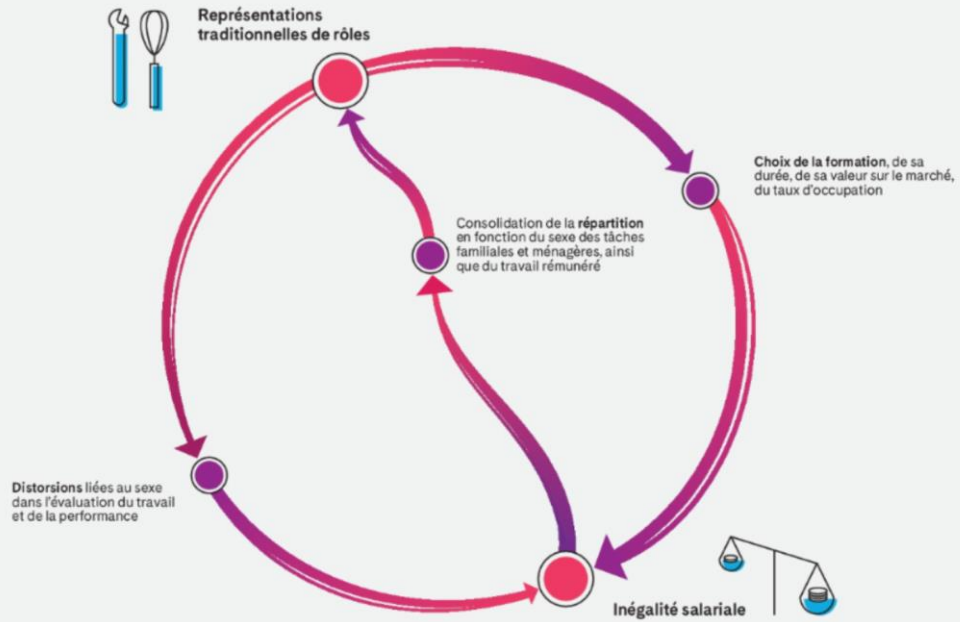 Représentations
traditionnelles de rôles
Choix de la formation, de sa
durée, de sa valeur sur le marché,
du taux d'occupation
Consolidation de la répartition
en fonction du sexe des tâches
familiales et ménagères, ainsi
que du travail rémunéré
Distorsions liées au sexe
dans l'évaluation du travail
et de la performance
Inégalité salariale